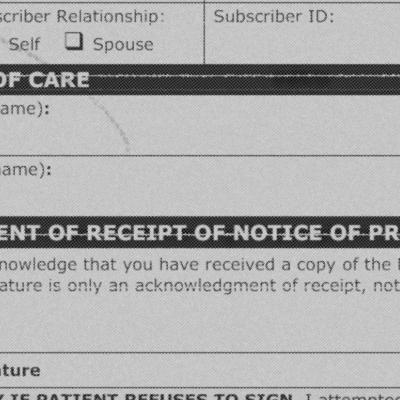 scriber Relationship: Subscriber ID:
Self ❑ Spouse
OF CARE
ame):
ame):
ENT OF RECEIPT OF NOTICE OF PR
nowledge that you have received a copy of the
ature is only an acknowledgment of receipt, not
ature
IF PATIENT REFUSES TO SIGN. I attempted